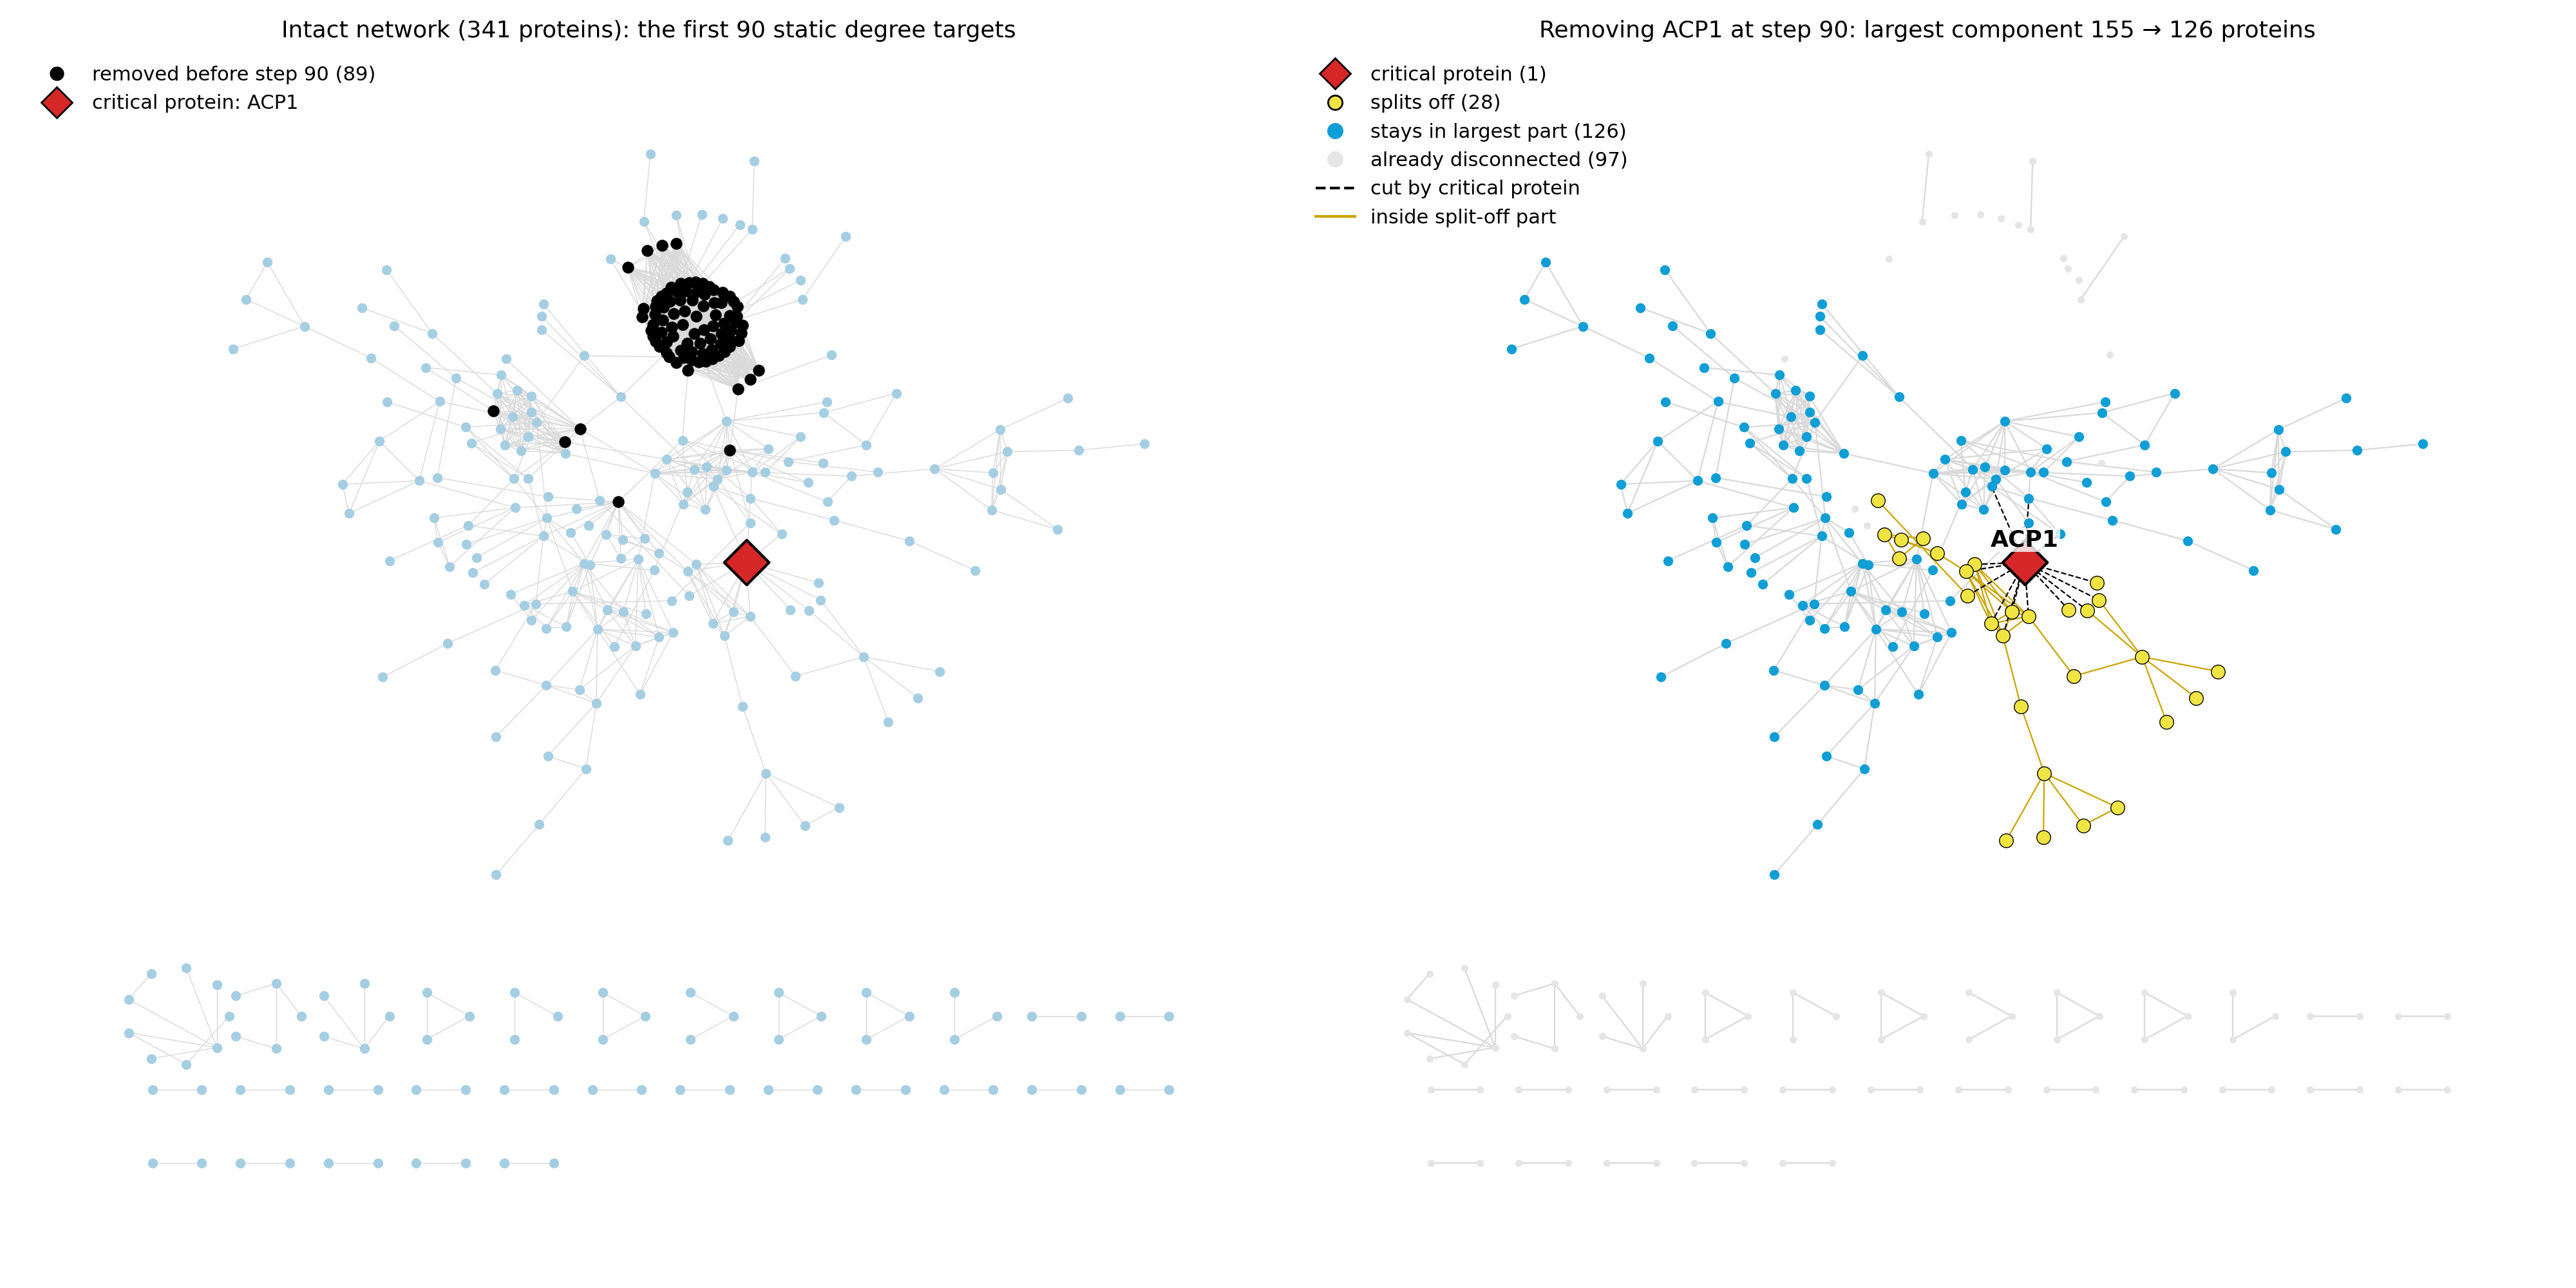 Intact network (341 proteins): the first 90 static degree targets
removed before step 90 (89)
critical protein: ACP1
Removing ACP1 at step 90: largest component 155 → 126 proteins
critical protein (1)
splits off (28)
stays in largest part (126)
already disconnected (97)
cut by critical protein
inside split-off part
ACP1